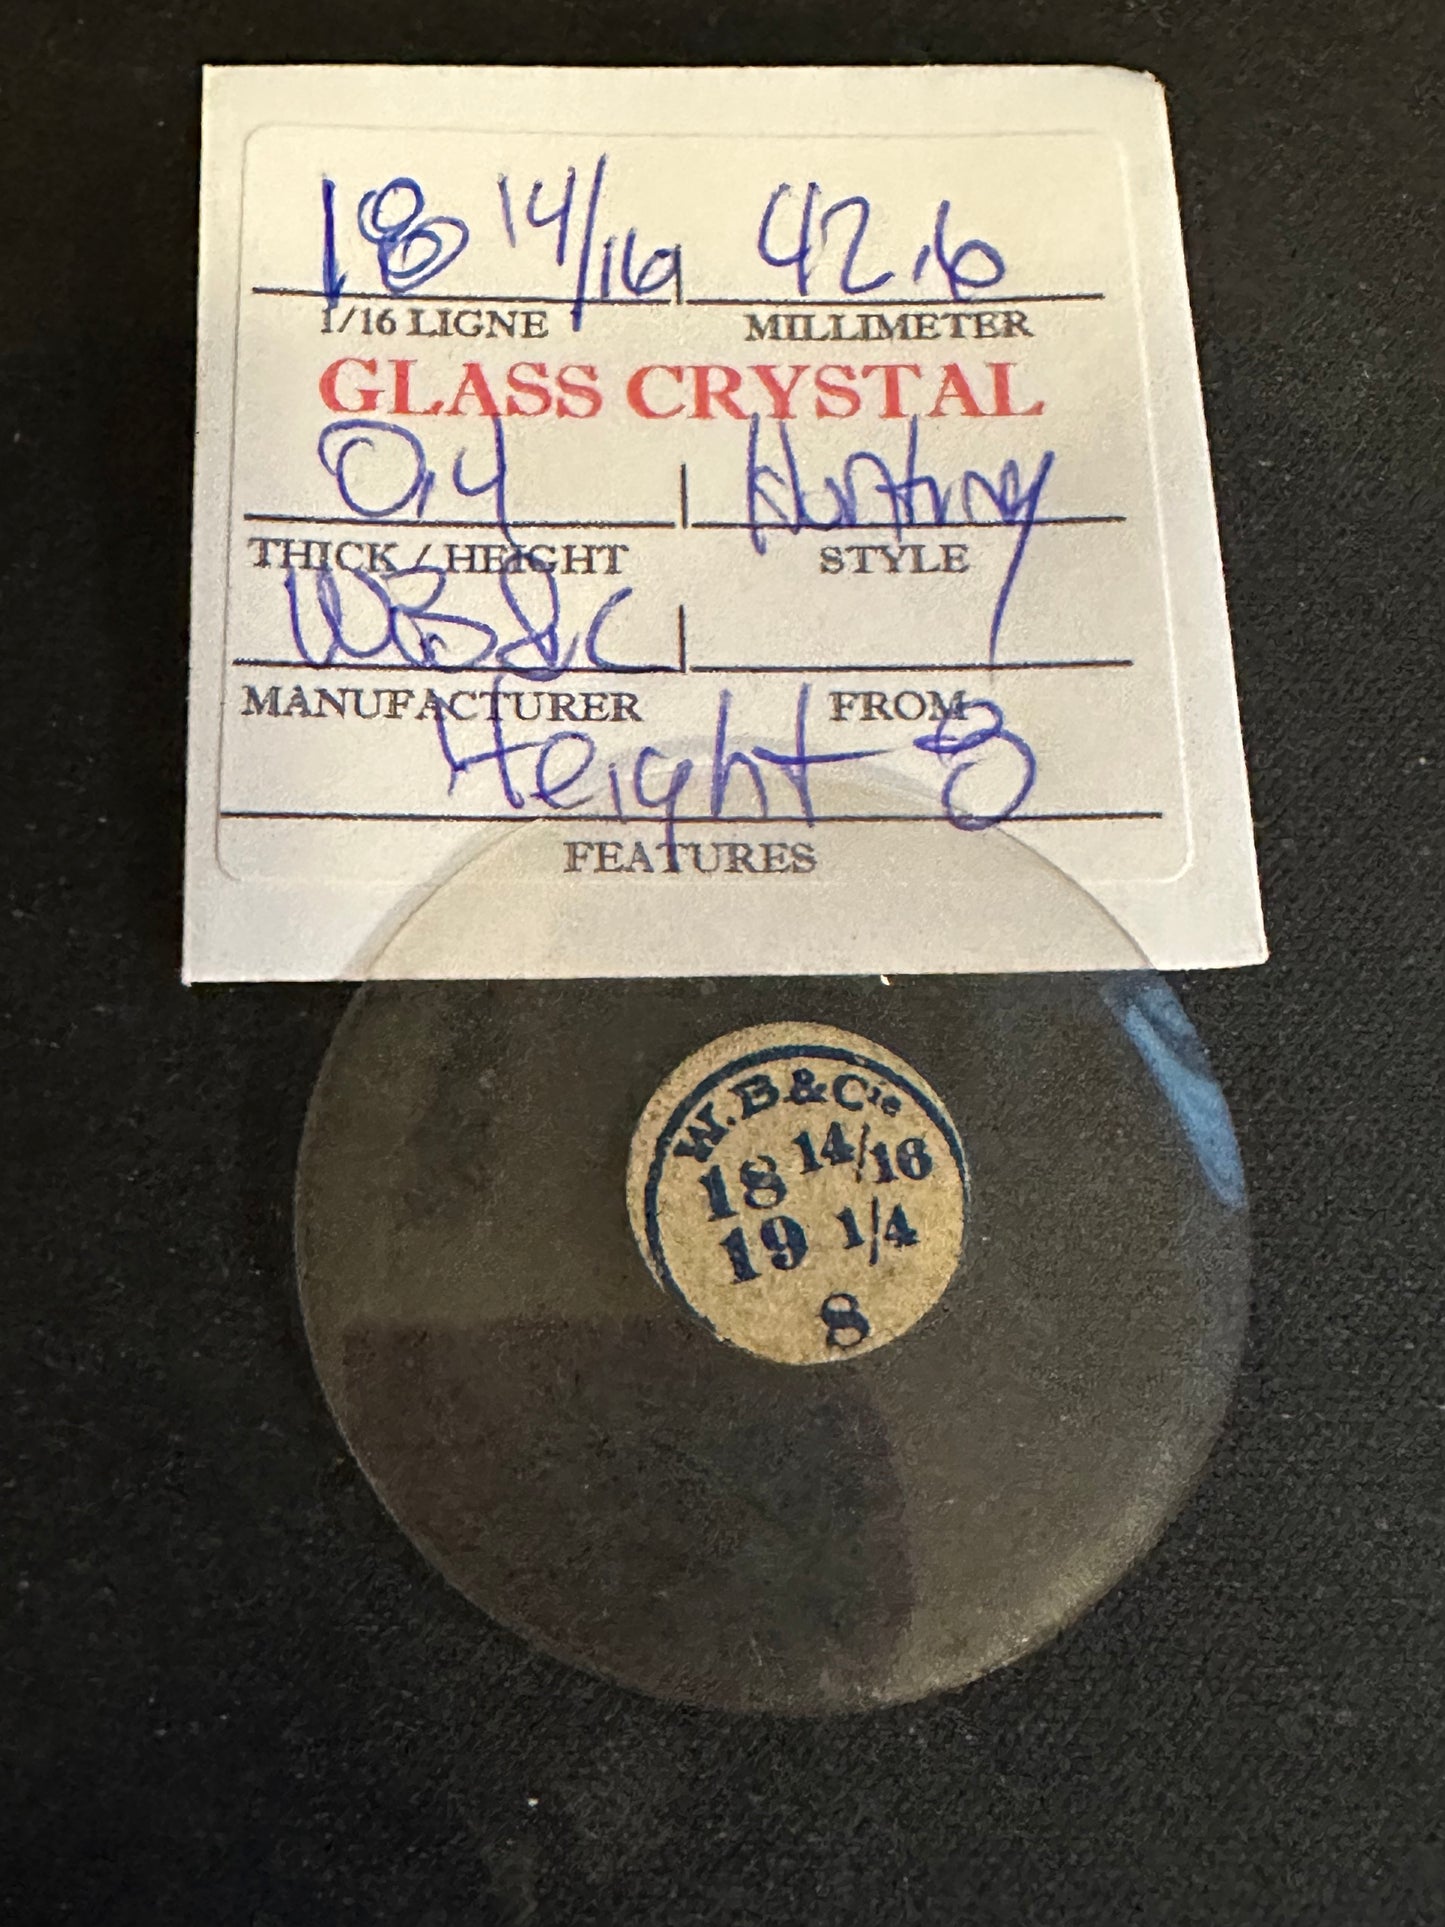 18 14/16 42.6
1/16 LIGNE MILLIMETER
GLASS CRYSTAL
0.4 Hunting
THICK / HEIGHT STYLE
WB&C
MANUFACTURER FROM
Height-8
FEATURES
W.B.&Cie
18 14/16
19 1/4
8